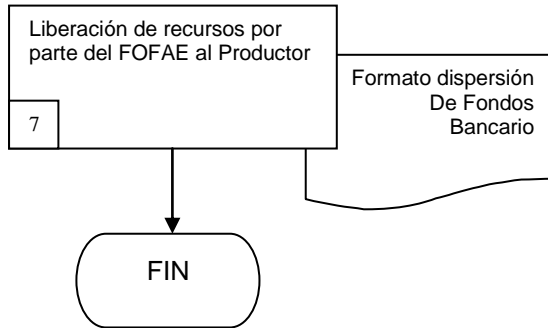 Liberación de recursos por
parte del FOFAE al Productor
7
Formato dispersión
De Fondos
Bancario
FIN